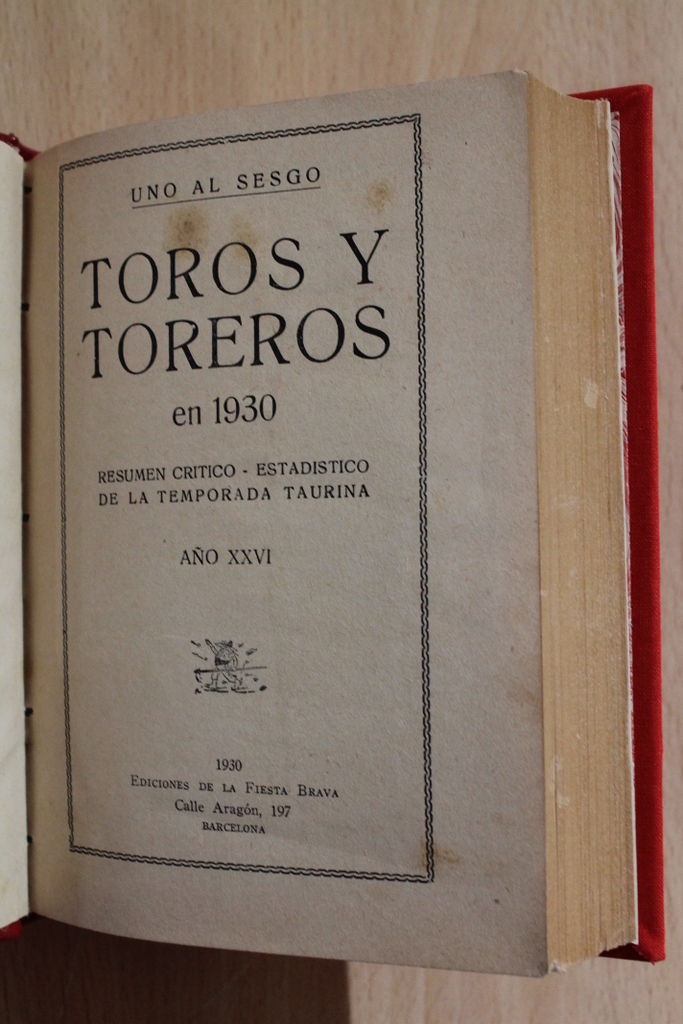 UNO AL SESGO
TOROS Y
TOREROS
en 1930
RESUMEN CRITICO - ESTADISTICO
DE LA TEMPORADA TAURINA
AÑO XXVI
1930
EDICIONES DE LA FIESTA BRAVA
Calle Aragón, 197
BARCELONA